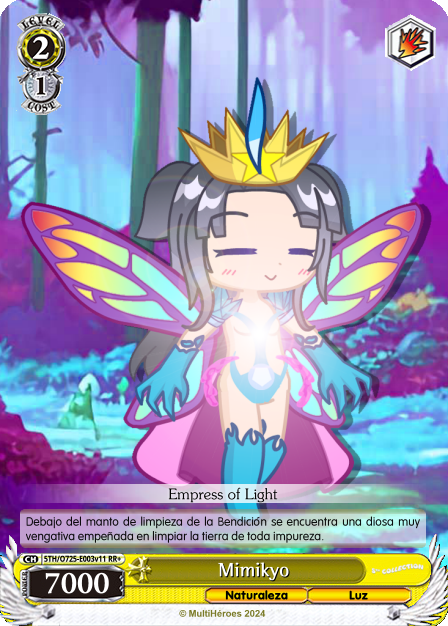 LEVEL
2
1
COST
Empress of Light
Debajo del manto de limpieza de la Bendición se encuentra una diosa muy
vengativa empeñada en limpiar la tierra de toda impureza.
CH 5TH/O725-E003v11 RR+
POWER 7000
Mimikyo
Naturaleza Luz
© MultiHéroes 2024